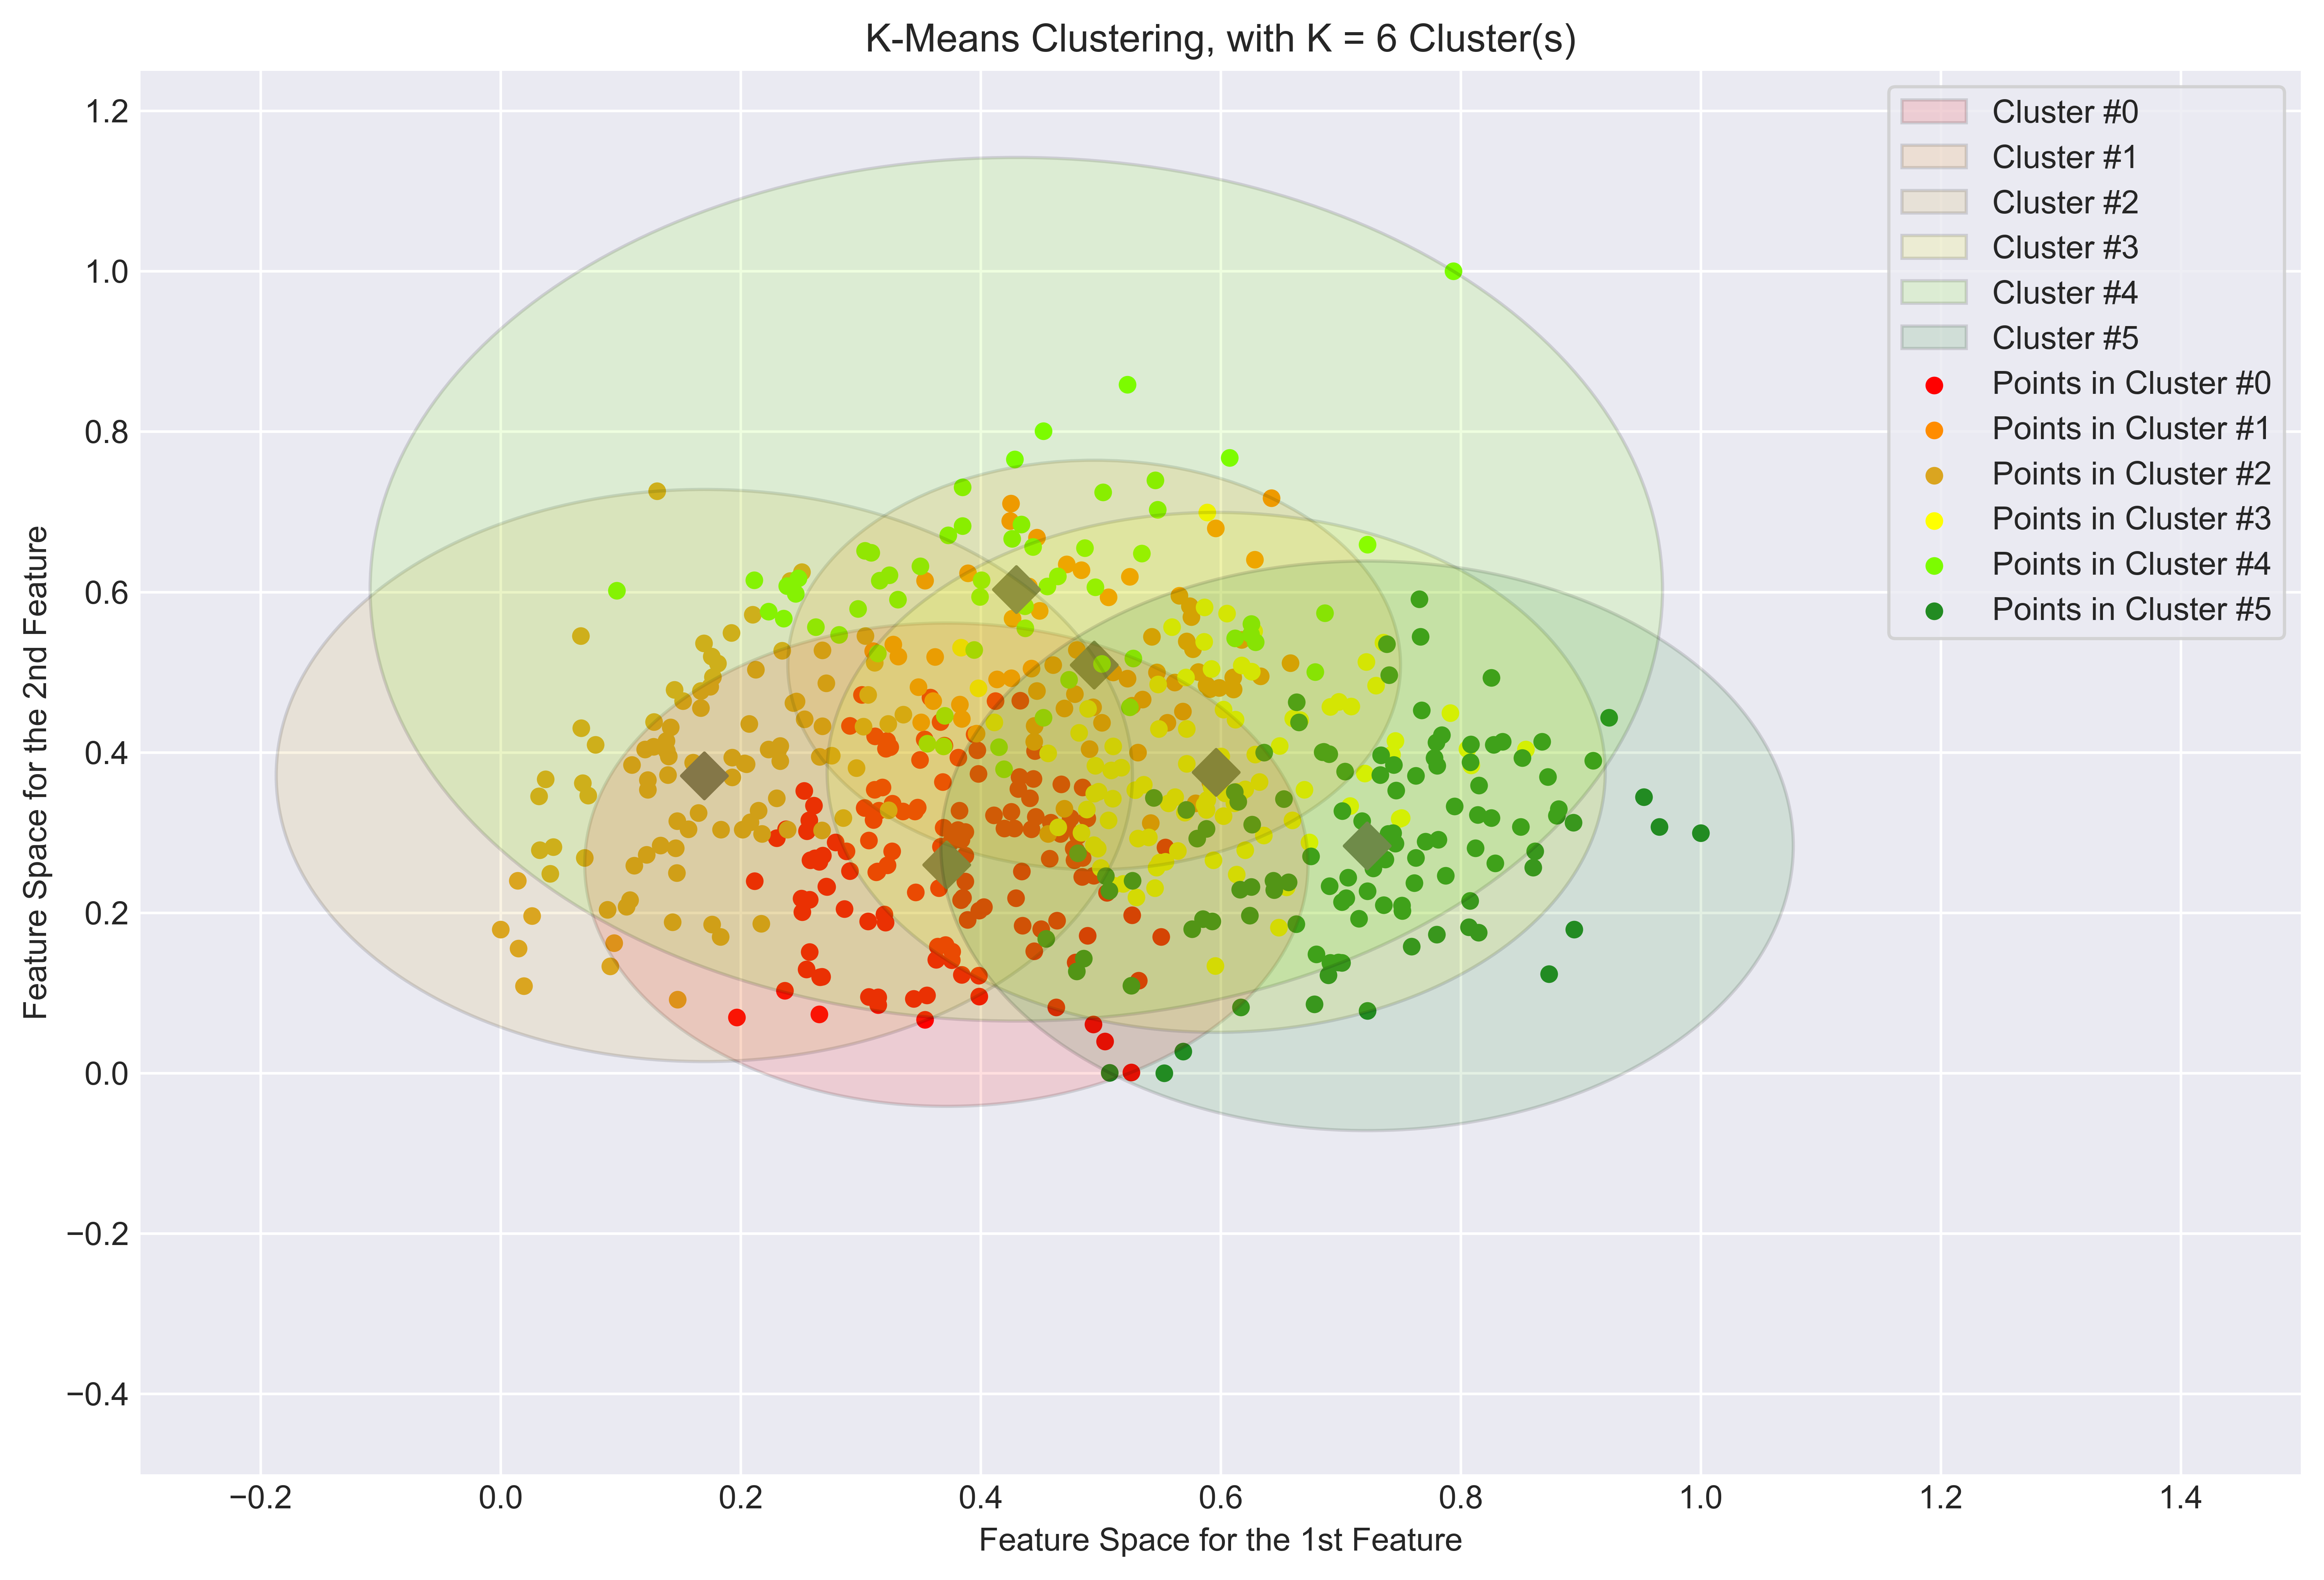 K-Means Clustering, with K = 6 Cluster(s)
Cluster #0
Cluster #1
Cluster #2
Cluster #3
Cluster #4
Cluster #5
Points in Cluster #0
Points in Cluster #1
Points in Cluster #2
Points in Cluster #3
Points in Cluster #4
Points in Cluster #5
Feature Space for the 2nd Feature
1.2
1.0
0.8
0.6
0.4
0.2
0.0
−0.2
−0.4
−0.2 0.0 0.2 0.4 0.6 0.8 1.0 1.2 1.4
Feature Space for the 1st Feature